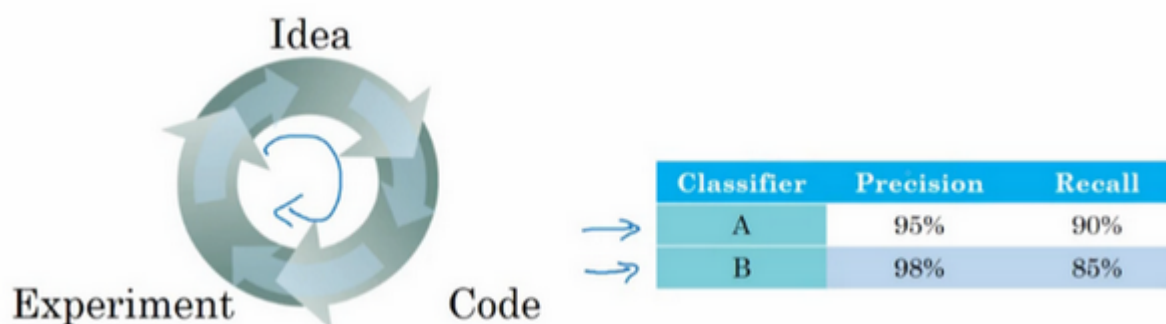 Idea
Experiment
Code
Classifier Precision Recall
A 95% 90%
B 98% 85%